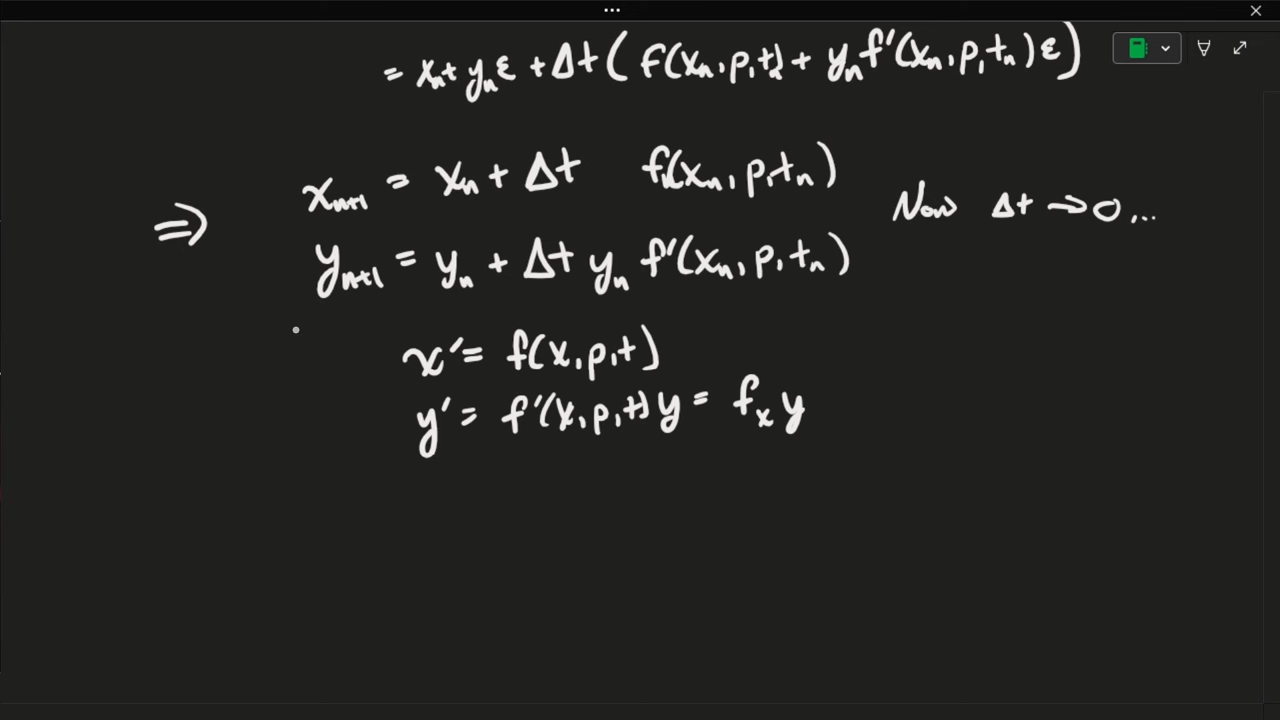 = xₙ + yₙε + Δt ( f(xₙ, p, tₙ) + yₙ f'(xₙ, p, tₙ) ε )
⇒ xₙ₊₁ = xₙ + Δt f(xₙ, p, tₙ)
Now Δt → 0, ...
yₙ₊₁ = yₙ + Δt yₙ f'(xₙ, p, tₙ)
x' = f(x, p, t)
y' = f'(x, p, t) y = fₓ y